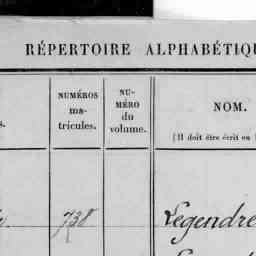 RÉPERTOIRE ALPHABÉTIQU
NUMÉROS
ma-
tricules.
NU-
MÉRO
du
volume.
NOM.
(Il doit être écrit en
s.
738
Legendre